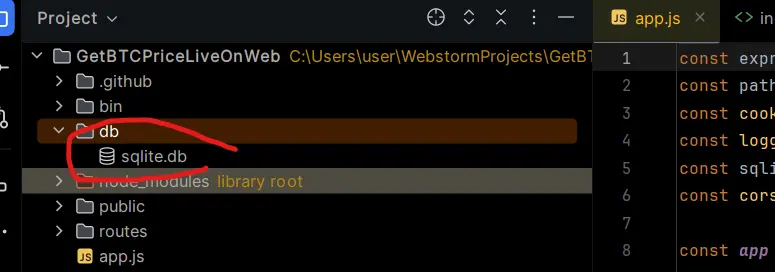 Project
GetBTCPriceLiveOnWeb C:\Users\user\WebstormProjects\GetBT
.github
bin
db
sqlite.db
node_modules library root
public
routes
JS app.js
JS app.js
in
1 const expr
2 const path
3 const cook
4 const logg
5 const sqli
6 const cors
7
8 const app